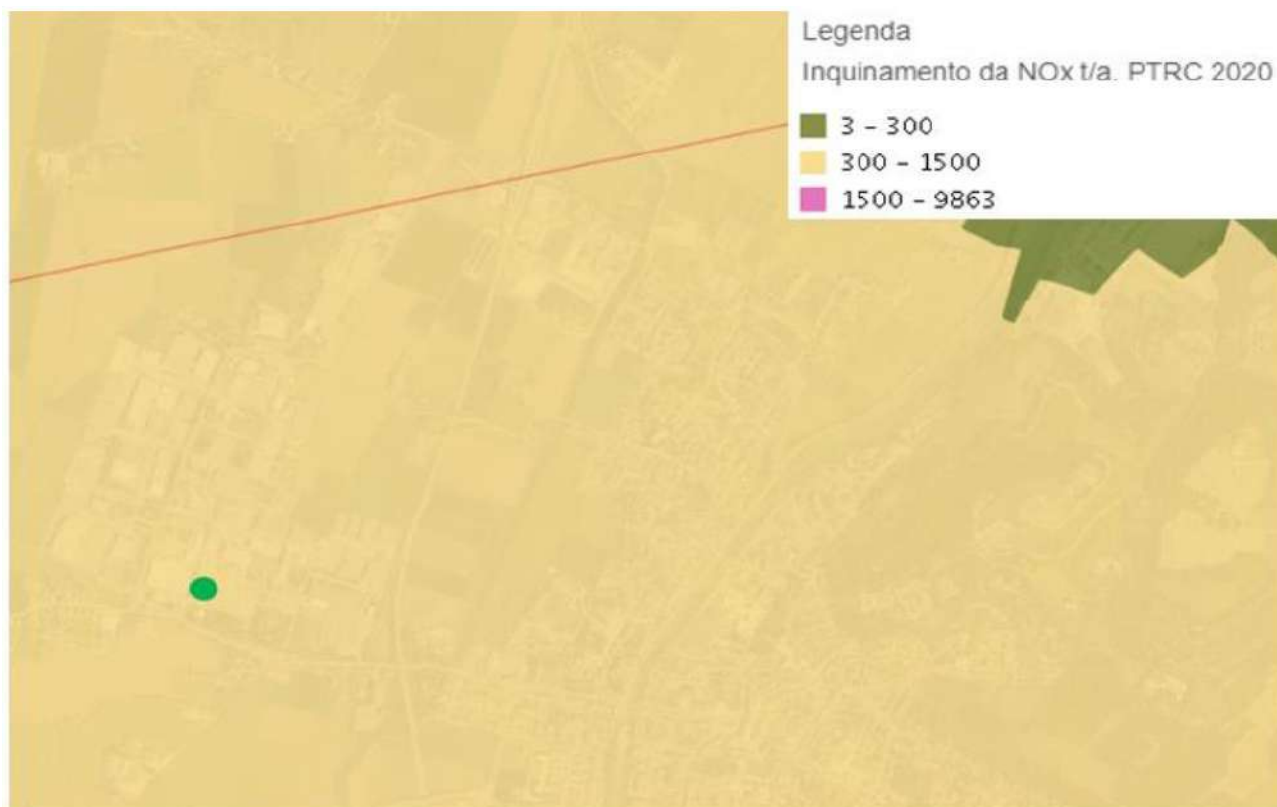 Legenda
Inquinamento da NOx t/a. PTRC 2020
3 – 300
300 – 1500
1500 – 9863